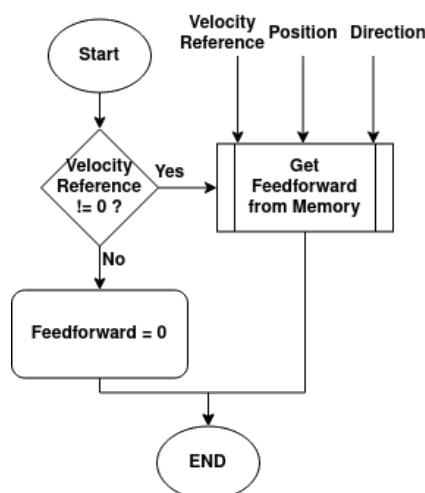 Velocity
Reference
Position
Direction
Start
Velocity
Reference
!= 0 ?
Yes
Get
Feedforward
from Memory
No
Feedforward = 0
END